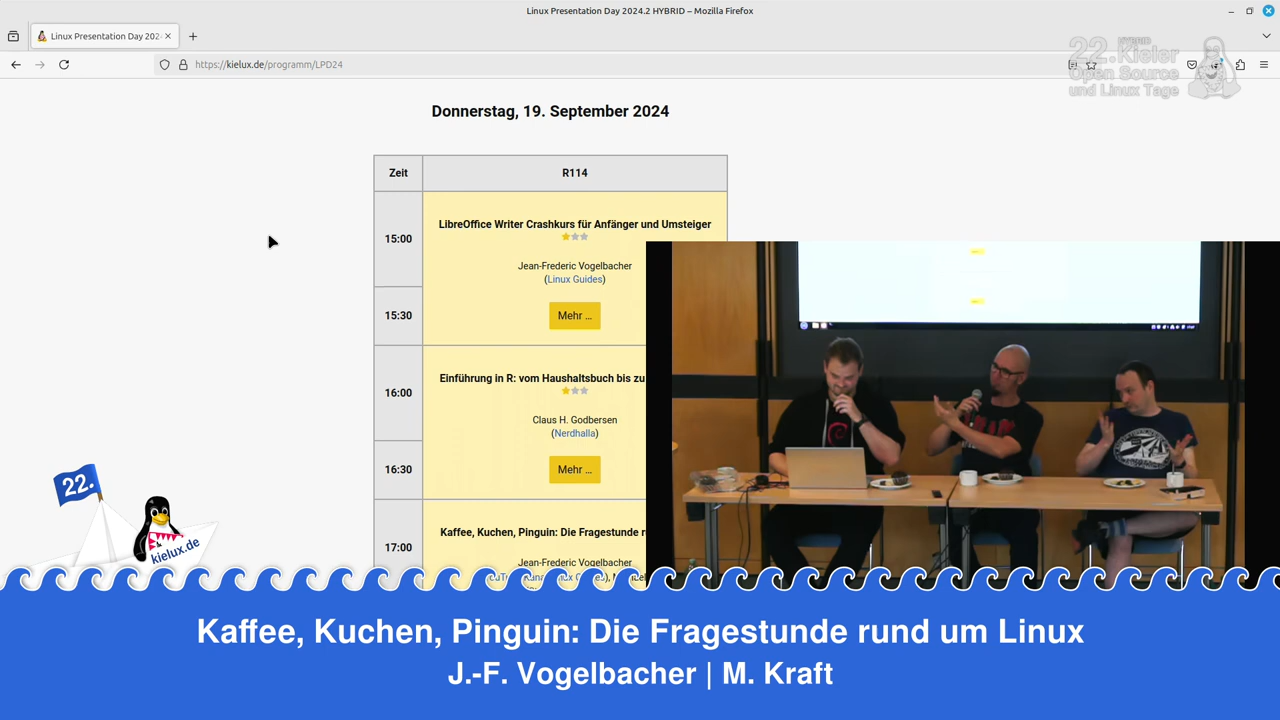 Linux Presentation Day 2024.2 HYBRID – Mozilla Firefox
Linux Presentation Day 202
https://kielux.de/programm/LPD24
HYBRID
22.Kieler
Open Source
und Linux Tage
Donnerstag, 19. September 2024
Zeit
R114
15:00
LibreOffice Writer Crashkurs für Anfänger und Umsteiger
Jean-Frederic Vogelbacher
(Linux Guides)
15:30
Mehr ...
16:00
Einführung in R: vom Haushaltsbuch bis zu
Claus H. Godbersen
(Nerdhalla)
16:30
Mehr ...
17:00
Kaffee, Kuchen, Pinguin: Die Fragestunde r
Jean-Frederic Vogelbacher
22.
kielux.de
Kaffee, Kuchen, Pinguin: Die Fragestunde rund um Linux
J.-F. Vogelbacher | M. Kraft